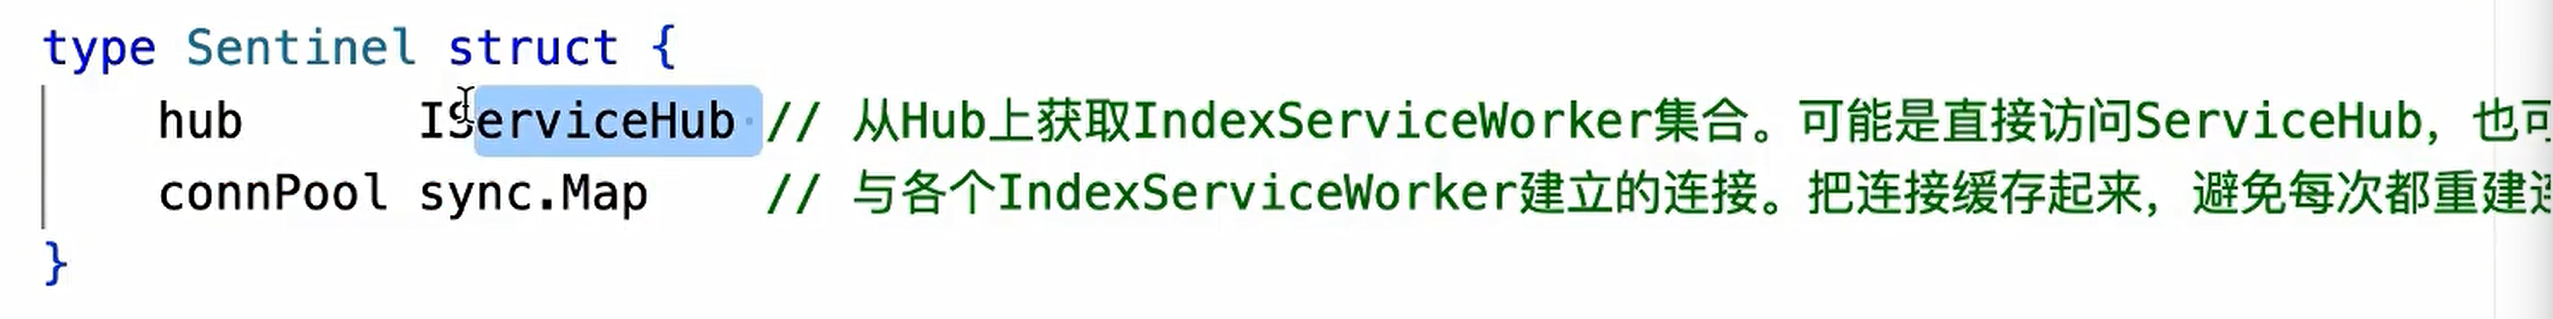 type Sentinel struct {
hub IServiceHub // 从Hub上获取IndexServiceWorker集合。可能是直接访问ServiceHub，也可
connPool sync.Map // 与各个IndexServiceWorker建立的连接。把连接缓存起来，避免每次都重建
}